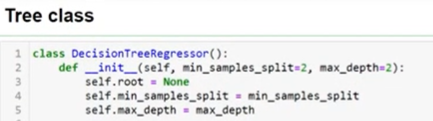 Tree class
1 class DecisionTreeRegressor():
2     def __init__(self, min_samples_split=2, max_depth=2):
3         self.root = None
4         self.min_samples_split = min_samples_split
5         self.max_depth = max_depth